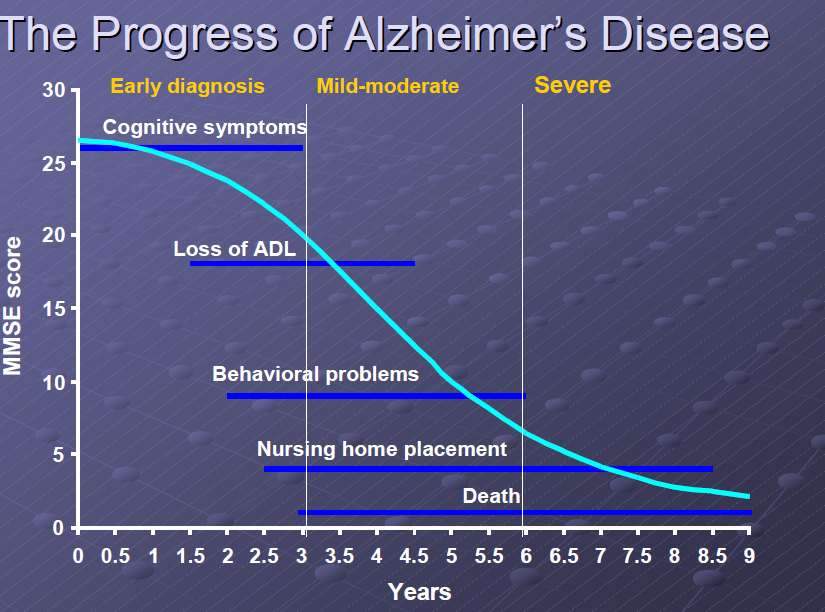 The Progress of Alzheimer's Disease
Early diagnosis
Mild-moderate
Severe
Cognitive symptoms
Loss of ADL
Behavioral problems
Nursing home placement
Death
MMSE score
30
25
20
15
10
5
0
0 0.5 1 1.5 2 2.5 3 3.5 4 4.5 5 5.5 6 6.5 7 7.5 8 8.5 9
Years